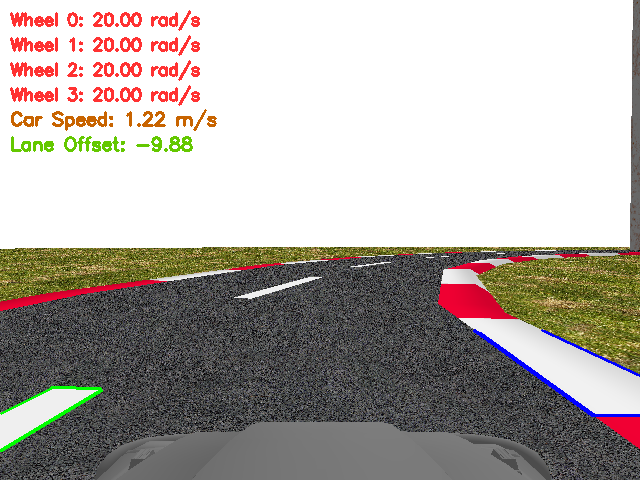 Wheel 0: 20.00 rad/s
Wheel 1: 20.00 rad/s
Wheel 2: 20.00 rad/s
Wheel 3: 20.00 rad/s
Car Speed: 1.22 m/s
Lane Offset: -9.88